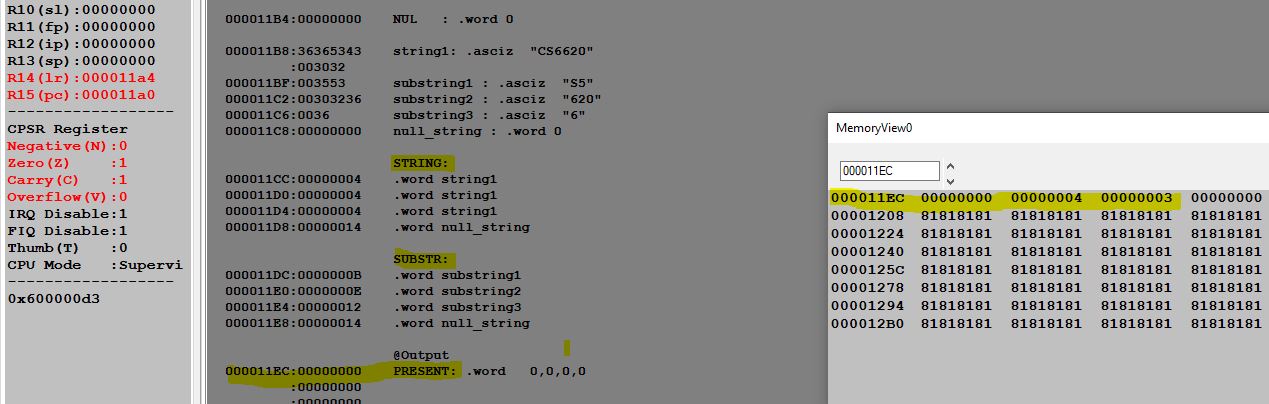 R10(sl):00000000
R11(fp):00000000
R12(ip):00000000
R13(sp):00000000
R14(lr):000011a4
R15(pc):000011a0
------------------
CPSR Register
Negative(N):0
Zero(Z)    :1
Carry(C)   :1
Overflow(V):0
IRQ Disable:1
FIQ Disable:1
Thumb(T)   :0
CPU Mode   :Supervi
------------------
0x600000d3
000011B4:00000000    NUL   : .word 0
000011B8:36365343    string1: .asciz  "CS6620"
:003032
000011BF:003553      substring1 : .asciz  "S5"
000011C2:00303236    substring2 : .asciz  "620"
000011C6:0036        substring3 : .asciz  "6"
000011C8:00000000    null_string : .word 0
STRING:
000011CC:00000004    .word string1
000011D0:00000004    .word string1
000011D4:00000004    .word string1
000011D8:00000014    .word null_string
SUBSTR:
000011DC:0000000B    .word substring1
000011E0:0000000E    .word substring2
000011E4:00000012    .word substring3
000011E8:00000014    .word null_string
@Output
000011EC:00000000    PRESENT: .word   0,0,0,0
:00000000
:00000000
MemoryView0
000011EC
000011EC  00000000  00000004  00000003  00000000
00001208  81818181  81818181  81818181  81818181
00001224  81818181  81818181  81818181  81818181
00001240  81818181  81818181  81818181  81818181
0000125C  81818181  81818181  81818181  81818181
00001278  81818181  81818181  81818181  81818181
00001294  81818181  81818181  81818181  81818181
000012B0  81818181  81818181  81818181  81818181